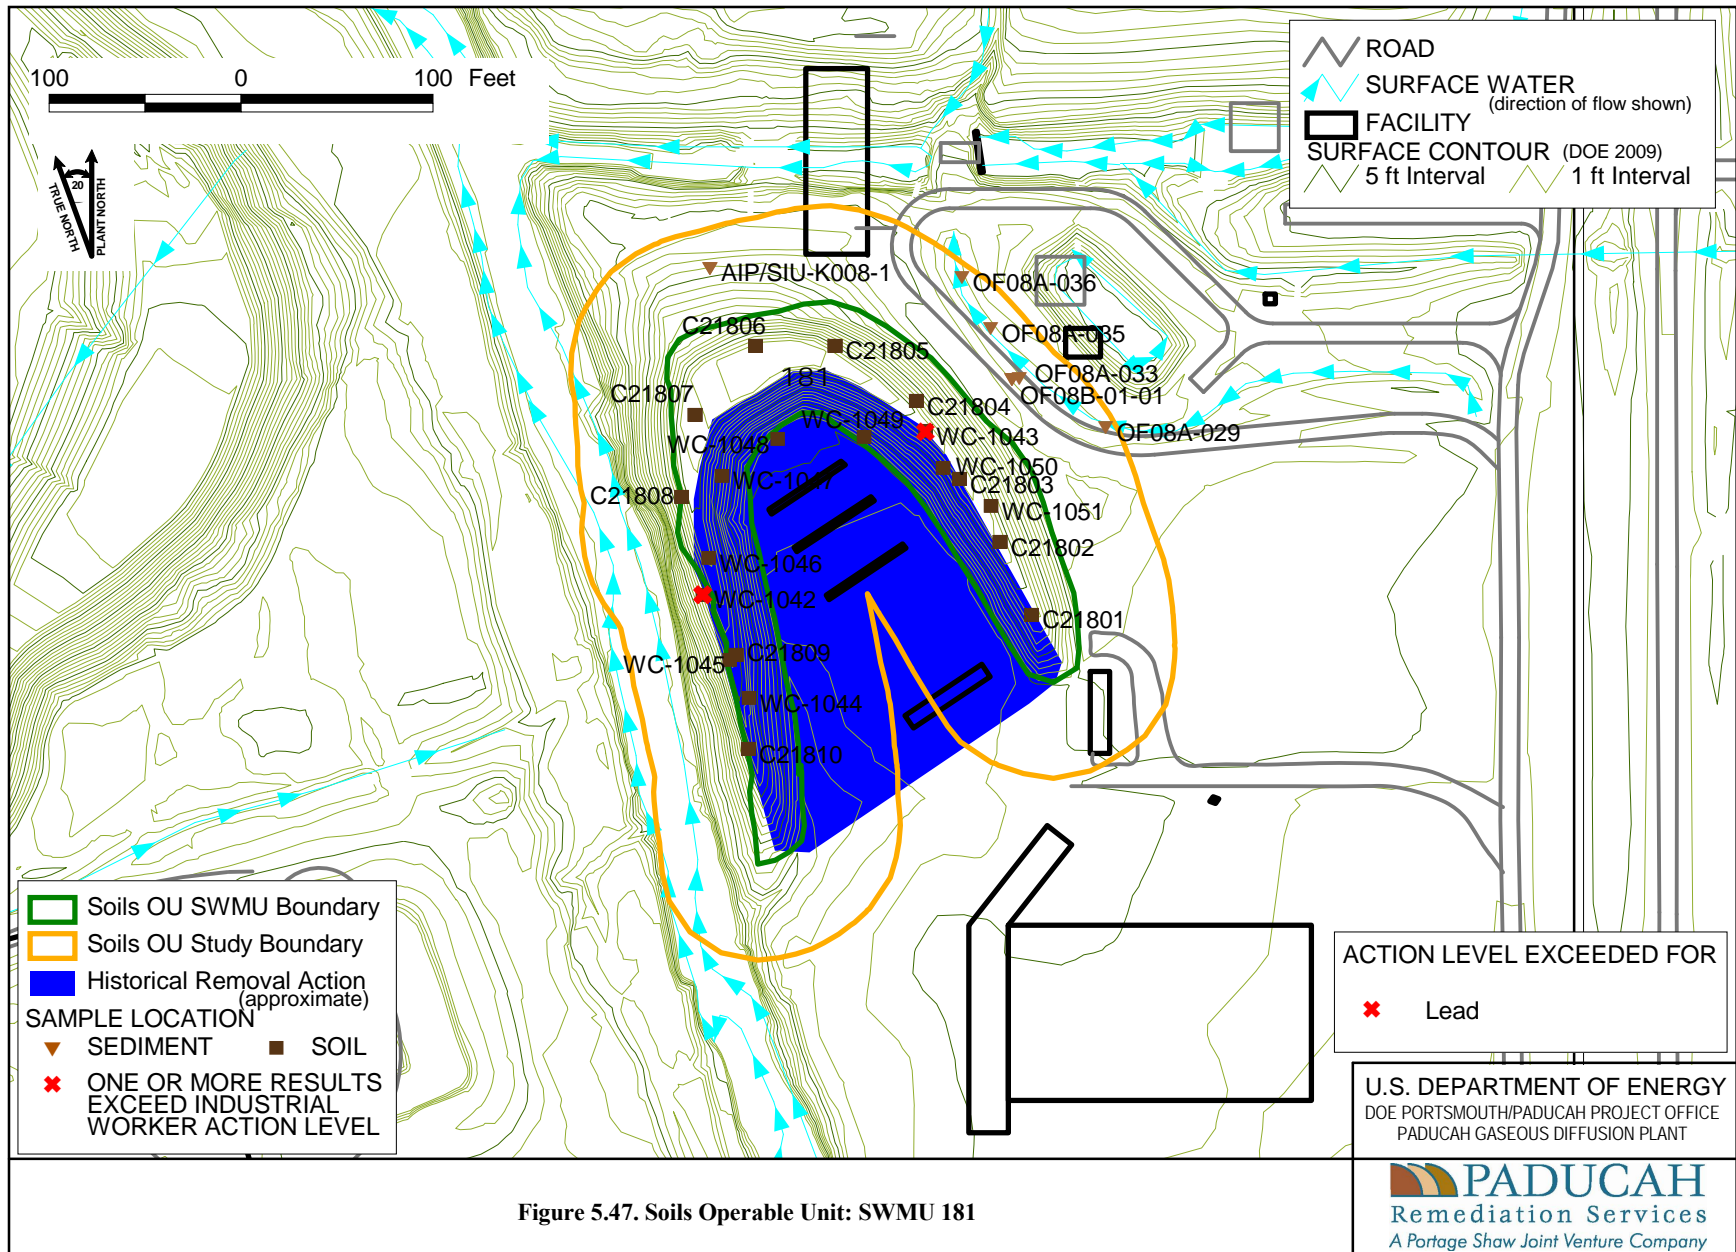 100 0 100 Feet
20
TRUE NORTH
PLANT NORTH
ROAD
SURFACE WATER
(direction of flow shown)
FACILITY
SURFACE CONTOUR (DOE 2009)
5 ft Interval 1 ft Interval
AIP/SIU-K008-1
OF08A-036
C21806
OF08A-035
C21805
181
OF08A-033
OF08B-01-01
C21807
C21804
WC-1049
WC-1043
OF08A-029
WC-1048
WC-1050
WC-1047
C21803
C21808
WC-1051
C21802
WC-1046
WC-1042
C21801
C21809
WC-1045
WC-1044
C21810
Soils OU SWMU Boundary
Soils OU Study Boundary
Historical Removal Action
(approximate)
SAMPLE LOCATION
SEDIMENT SOIL
ONE OR MORE RESULTS
EXCEED INDUSTRIAL
WORKER ACTION LEVEL
ACTION LEVEL EXCEEDED FOR
Lead
U.S. DEPARTMENT OF ENERGY
DOE PORTSMOUTH/PADUCAH PROJECT OFFICE
PADUCAH GASEOUS DIFFUSION PLANT
PADUCAH
Remediation Services
A Portage Shaw Joint Venture Company
Figure 5.47. Soils Operable Unit: SWMU 181